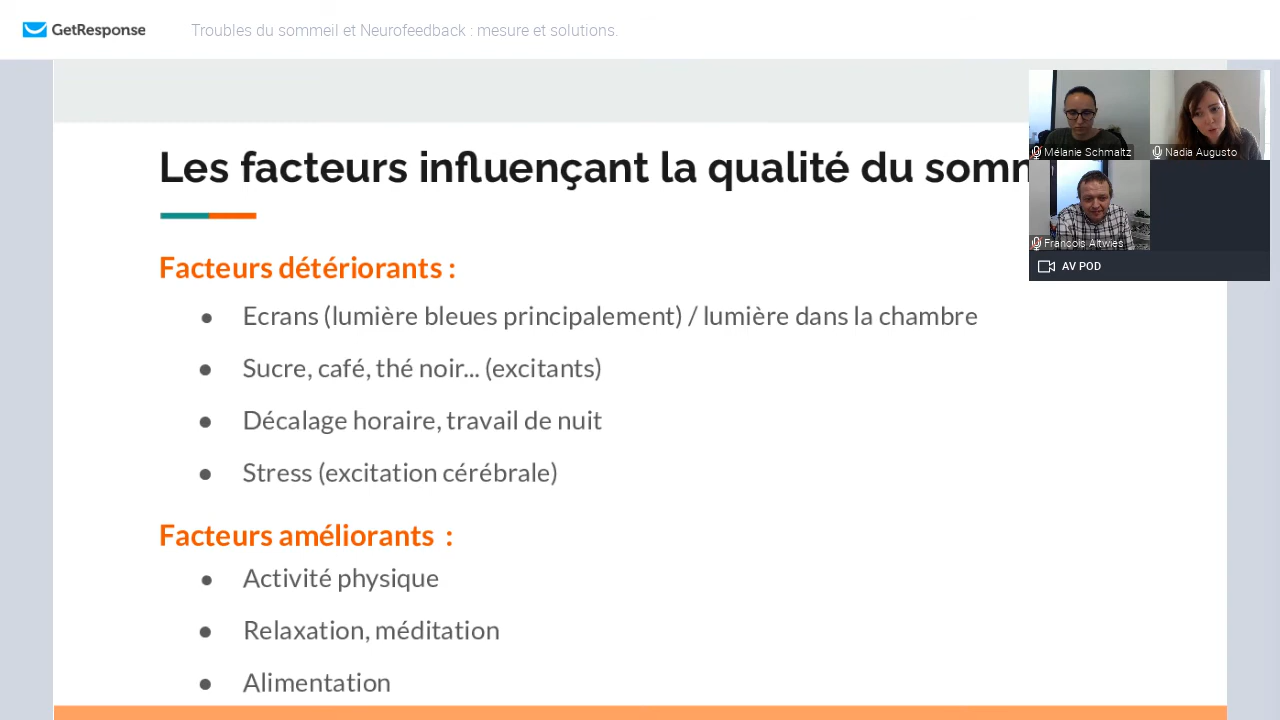 GetResponse
Troubles du sommeil et Neurofeedback : mesure et solutions.
Les facteurs influençant la qualité du somm
Mélanie Schmaltz
Nadia Augusto
Francois Altwies
AV POD
Facteurs détériorants :
● Ecrans (lumière bleues principalement) / lumière dans la chambre
● Sucre, café, thé noir... (excitants)
● Décalage horaire, travail de nuit
● Stress (excitation cérébrale)
Facteurs améliorants :
● Activité physique
● Relaxation, méditation
● Alimentation